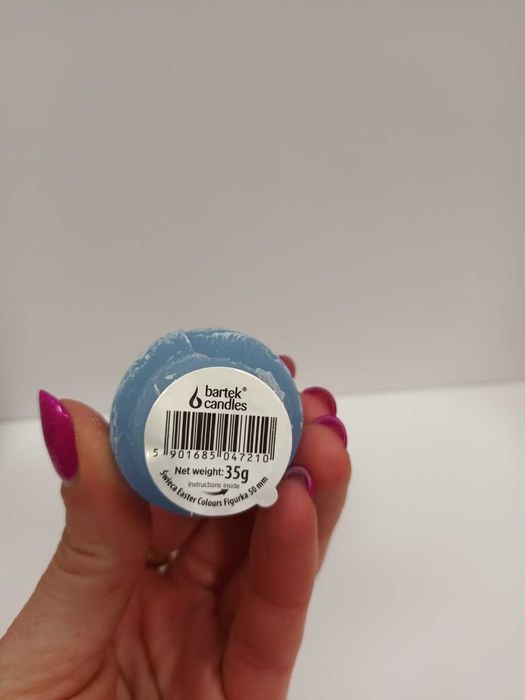 bartek®
candles
5 901685 047210
Net weight: 35g
instructions inside
Świeca Easter Colours Figurka 50 mm